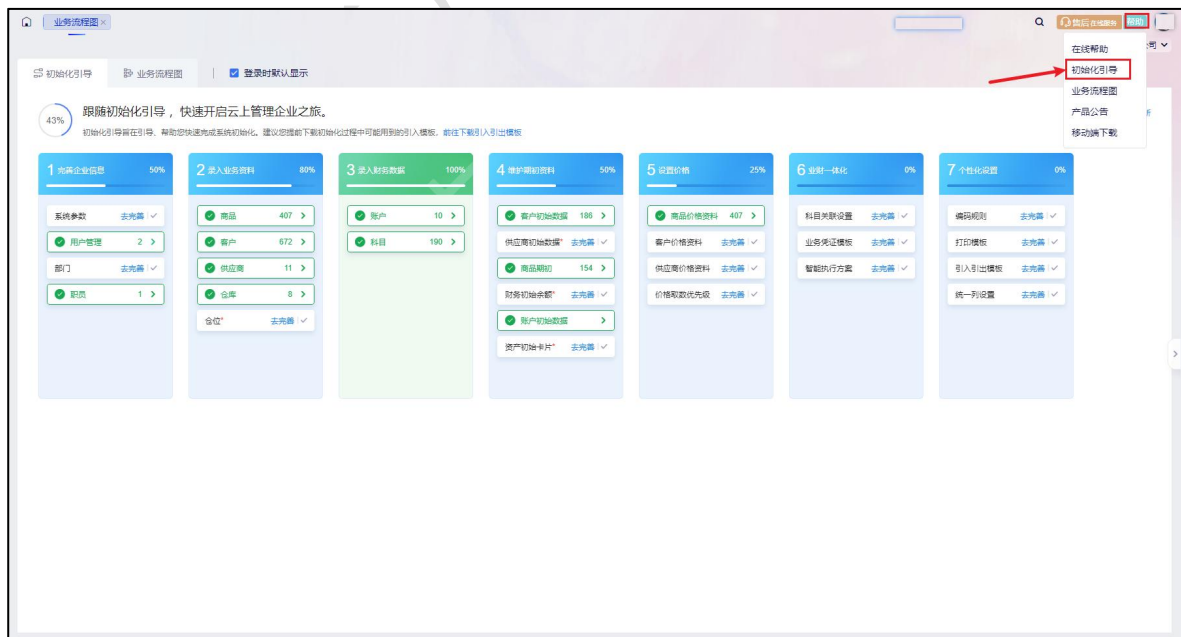 业务流程图×
售后在线服务 帮助
在线帮助
初始化引导
业务流程图
产品公告
移动端下载
司
初始化引导 业务流程图 登录时默认显示
43%
跟随初始化引导，快速开启云上管理企业之旅。
初始化引导旨在引导、帮助您快速完成系统初始化。建议您提前下载初始化过程中可能用到的引入模板，前往下载引入引出模板
1 完善企业信息 50%
系统参数 去完善
用户管理 2 >
部门 去完善
职员 1 >
2 录入业务资料 80%
商品 407 >
客户 672 >
供应商 11 >
仓库 8 >
仓位* 去完善
3 录入财务数据 100%
账户 10 >
科目 190 >
4 维护期初资料 50%
客户初始数据 186 >
供应商初始数据* 去完善
商品期初 154 >
财务初始余额* 去完善
账户初始数据 >
资产初始卡片* 去完善
5 设置价格 25%
商品价格资料 407 >
客户价格资料 去完善
供应商价格资料 去完善
价格取数优先级 去完善
6 业财一体化 0%
科目关联设置 去完善
业务凭证模板 去完善
智能执行方案 去完善
7 个性化设置 0%
编码规则 去完善
打印模板 去完善
引入引出模板 去完善
统一列设置 去完善